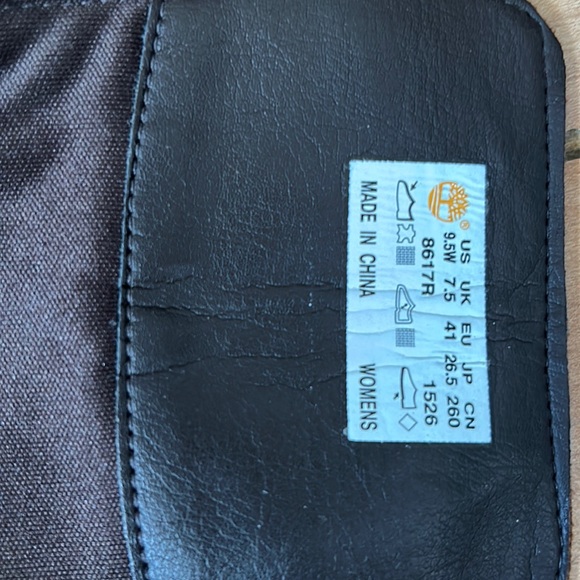 ®
US UK EU JP CN
9.5W 7.5 41 26.5 260
8617R 1526
MADE IN CHINA WOMENS